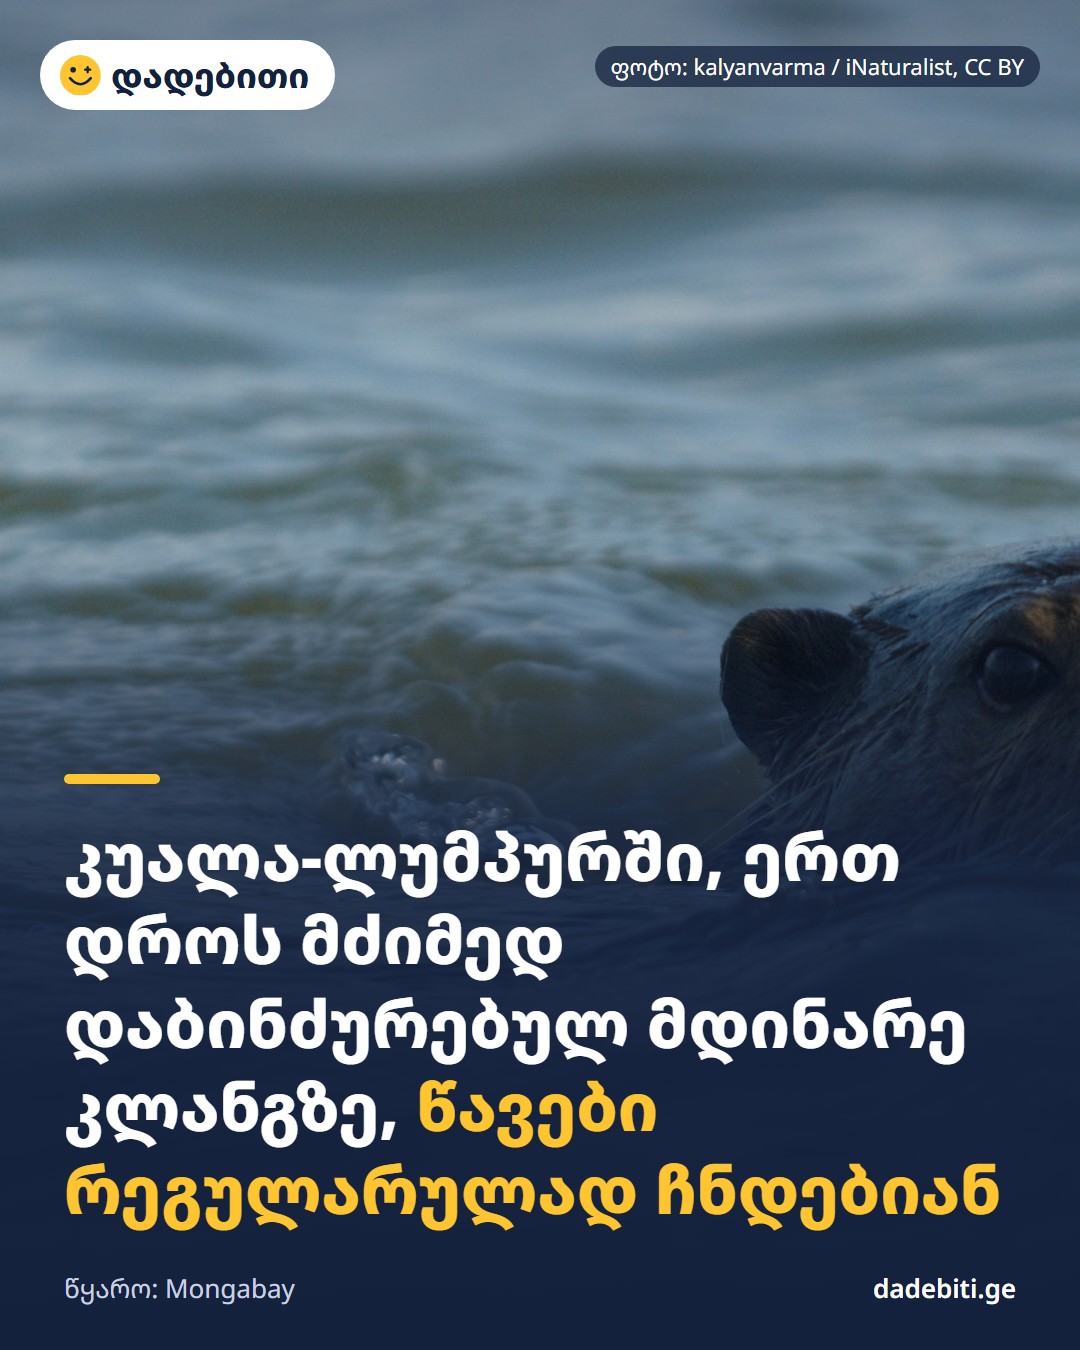 დადებითი
ფოტო: kalyanvarma / iNaturalist, CC BY
კუალა-ლუმპურში, ერთ
დროს მძიმედ
დაბინძურებულ მდინარე
კლანგზე, წავები
რეგულარულად ჩნდებიან
წყარო: Mongabay
dadebiti.ge